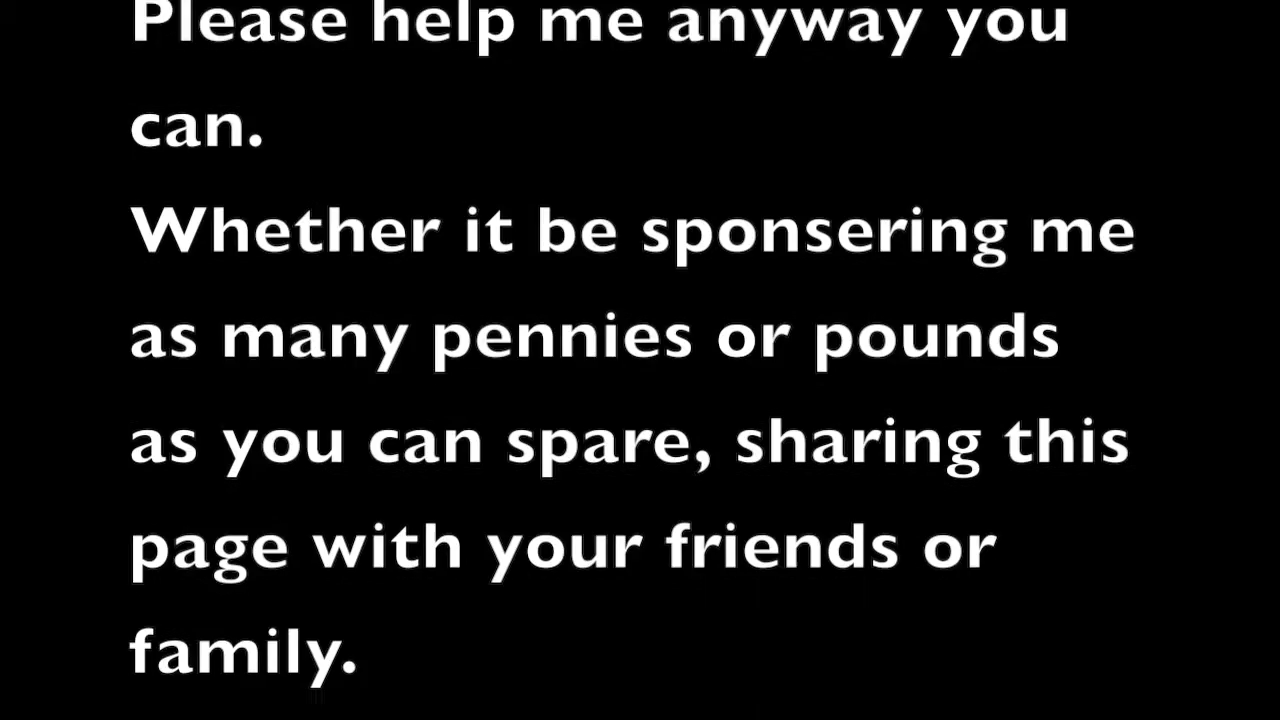 Please help me anyway you
can.
Whether it be sponsering me
as many pennies or pounds
as you can spare, sharing this
page with your friends or
family.